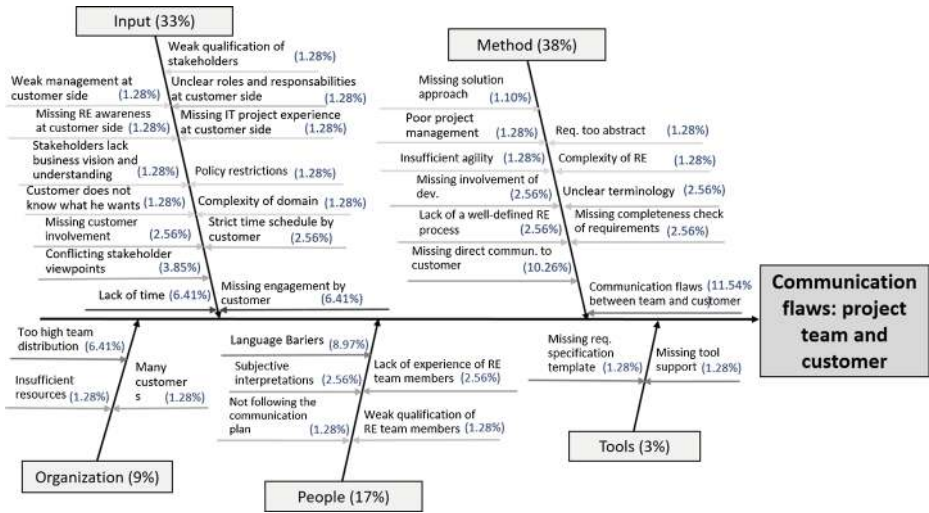 Input (33%)
Weak qualification of
stakeholders (1.28%)
Weak management at
customer side (1.28%)
Unclear roles and responsabilities
at customer side (1.28%)
Missing RE awareness
at customer side (1.28%)
Missing IT project experience
at customer side (1.28%)
Stakeholders lack
business vision and
understanding (1.28%)
Policy restrictions (1.28%)
Customer does not
know what he wants (1.28%)
Complexity of domain (1.28%)
Missing customer
involvement (2.56%)
Strict time schedule by
customer (2.56%)
Conflicting stakeholder
viewpoints (3.85%)
Lack of time (6.41%)
Missing engagement by
customer (6.41%)
Method (38%)
Missing solution
approach (1.10%)
Poor project
management (1.28%)
Req. too abstract (1.28%)
Insufficient agility (1.28%)
Complexity of RE (1.28%)
Missing involvement of
dev. (2.56%)
Unclear terminology (2.56%)
Lack of a well-defined RE
process (2.56%)
Missing completeness check
of requirements (2.56%)
Missing direct commun. to
customer (10.26%)
Communication flaws (11.54%)
between team and customer
Communication
flaws: project
team and
customer
Too high team
distribution (6.41%)
Insufficient
resources (1.28%)
Many
customer
s (1.28%)
Organization (9%)
Language Bariers (8.97%)
Subjective
interpretations (2.56%)
Lack of experience of RE
team members (2.56%)
Not following the
communication
plan (1.28%)
Weak qualification of
RE team members (1.28%)
People (17%)
Missing req.
specification
template (1.28%)
Missing tool
support (1.28%)
Tools (3%)